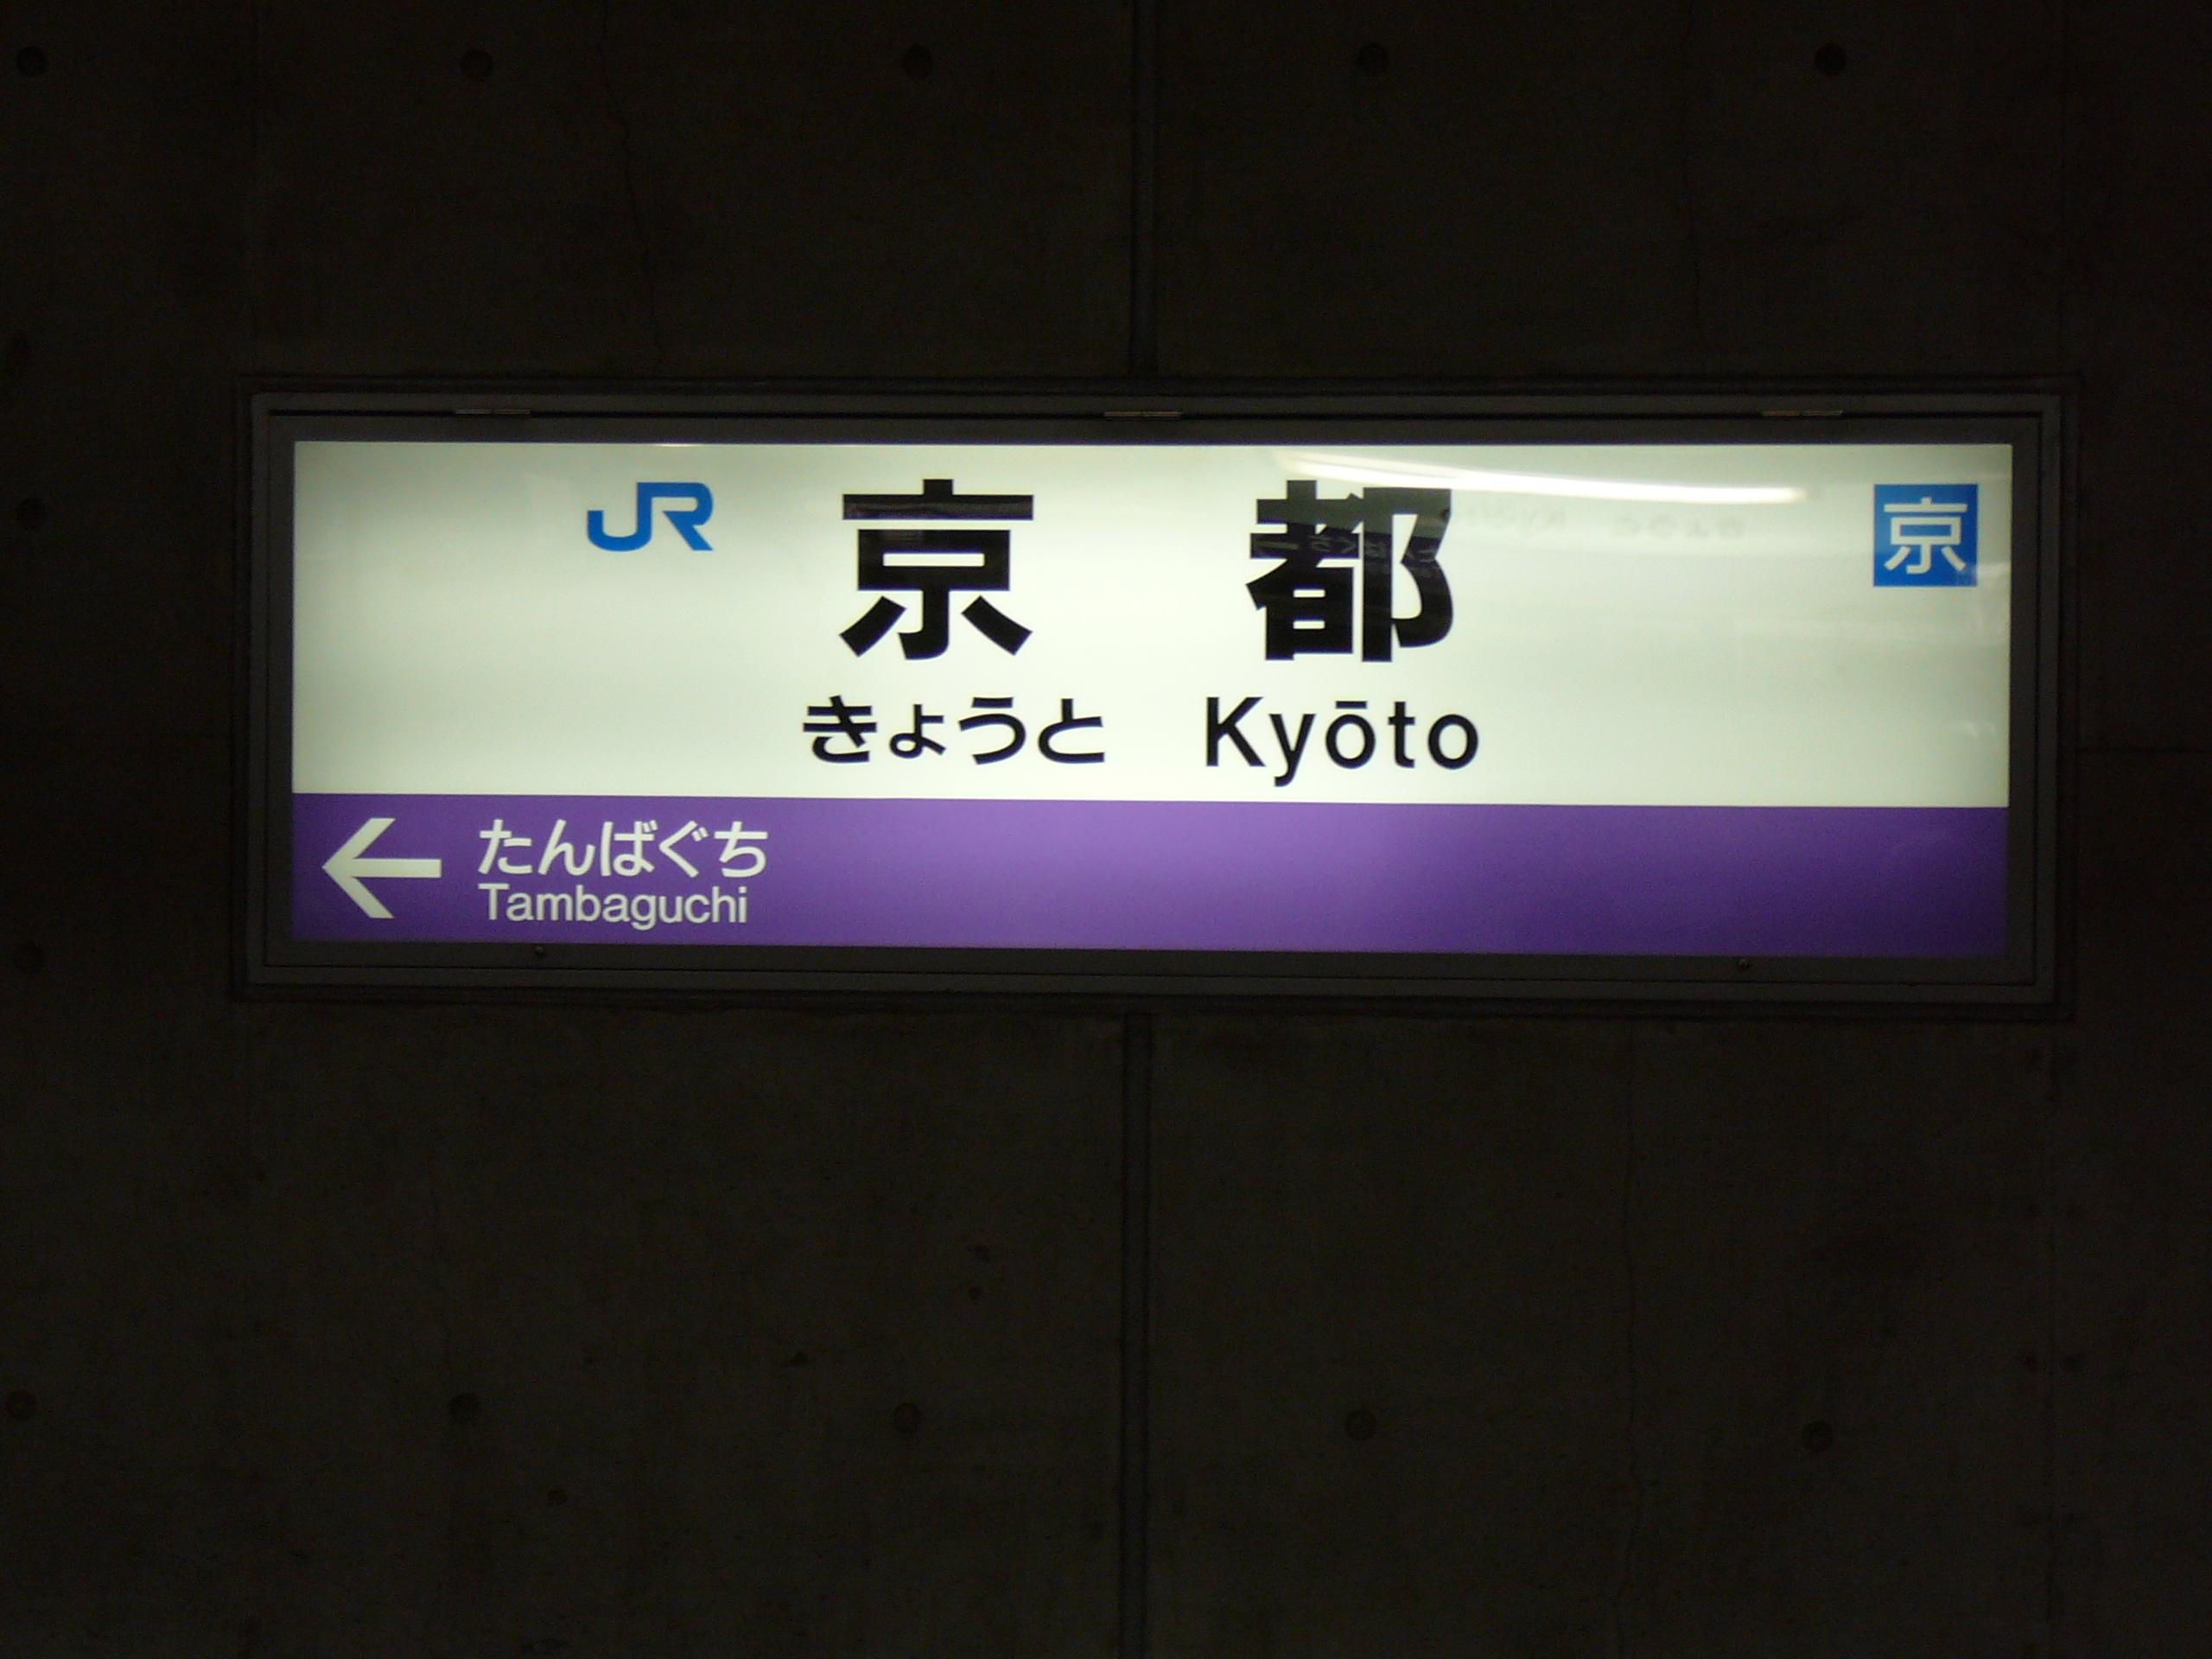 JR 京都 京
きょうと Kyōto
← たんばぐち
Tambaguchi